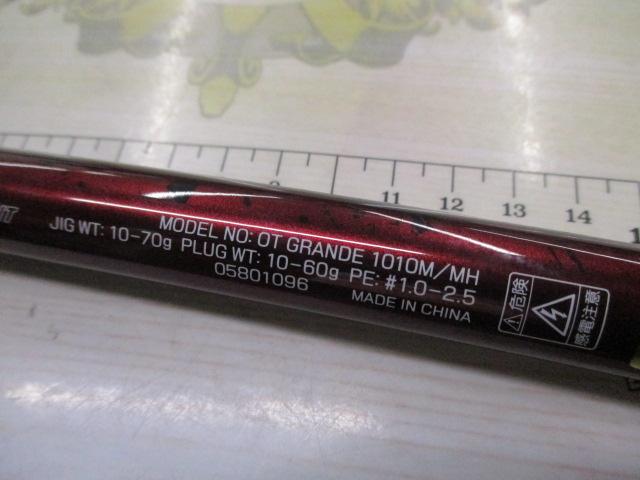 MODEL NO: OT GRANDE 1010M/MH
JIG WT: 10-70g PLUG WT: 10-60g PE: #1.0-2.5
05801096 MADE IN CHINA
危険
感電注意
11 12 13 14 15